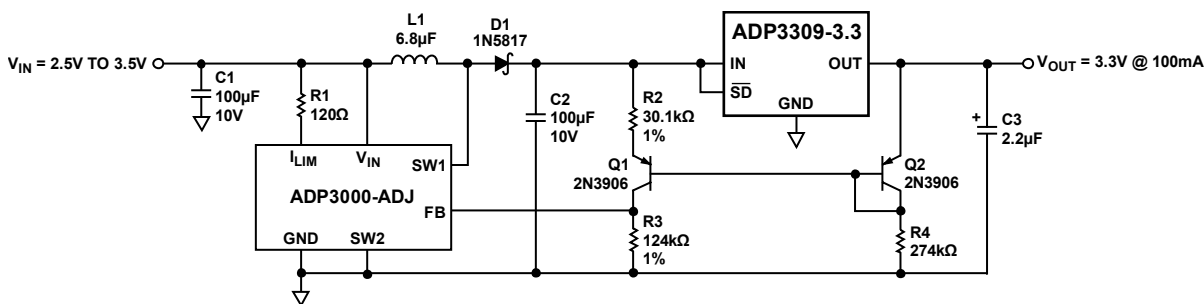 V_IN = 2.5V TO 3.5V
C1
100µF
10V
R1
120Ω
L1
6.8µF
D1
1N5817
C2
100µF
10V
R2
30.1kΩ
1%
ADP3309-3.3
IN
OUT
SD
GND
V_OUT = 3.3V @ 100mA
C3
+
2.2µF
I_LIM
V_IN
SW1
ADP3000-ADJ
FB
GND
SW2
Q1
2N3906
Q2
2N3906
R3
124kΩ
1%
R4
274kΩ